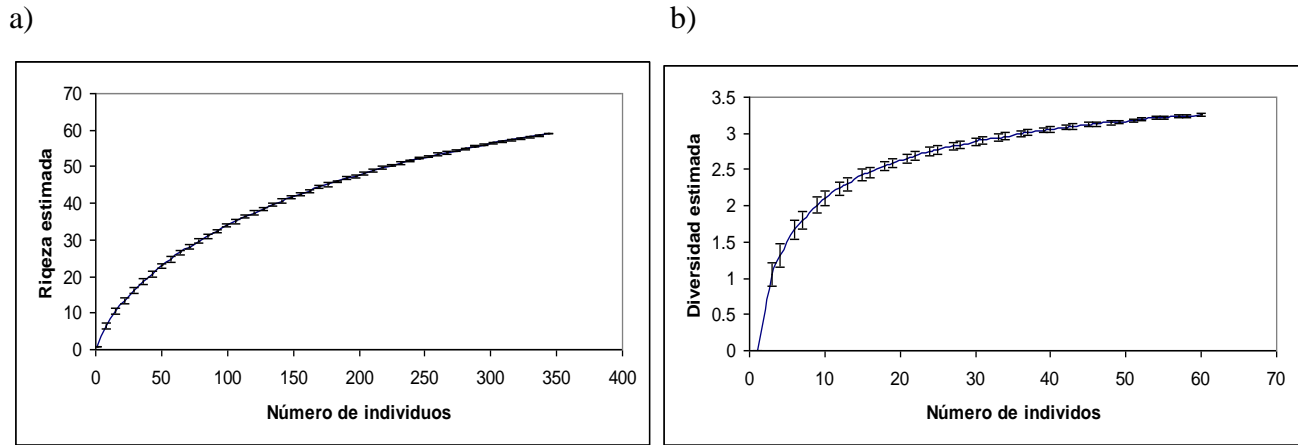 a)
b)
70
60
50
40
30
20
10
0
Riqeza estimada
0 50 100 150 200 250 300 350 400
Número de individuos
3.5
3
2.5
2
1.5
1
0.5
0
Diversidad estimada
0 10 20 30 40 50 60 70
Número de individos